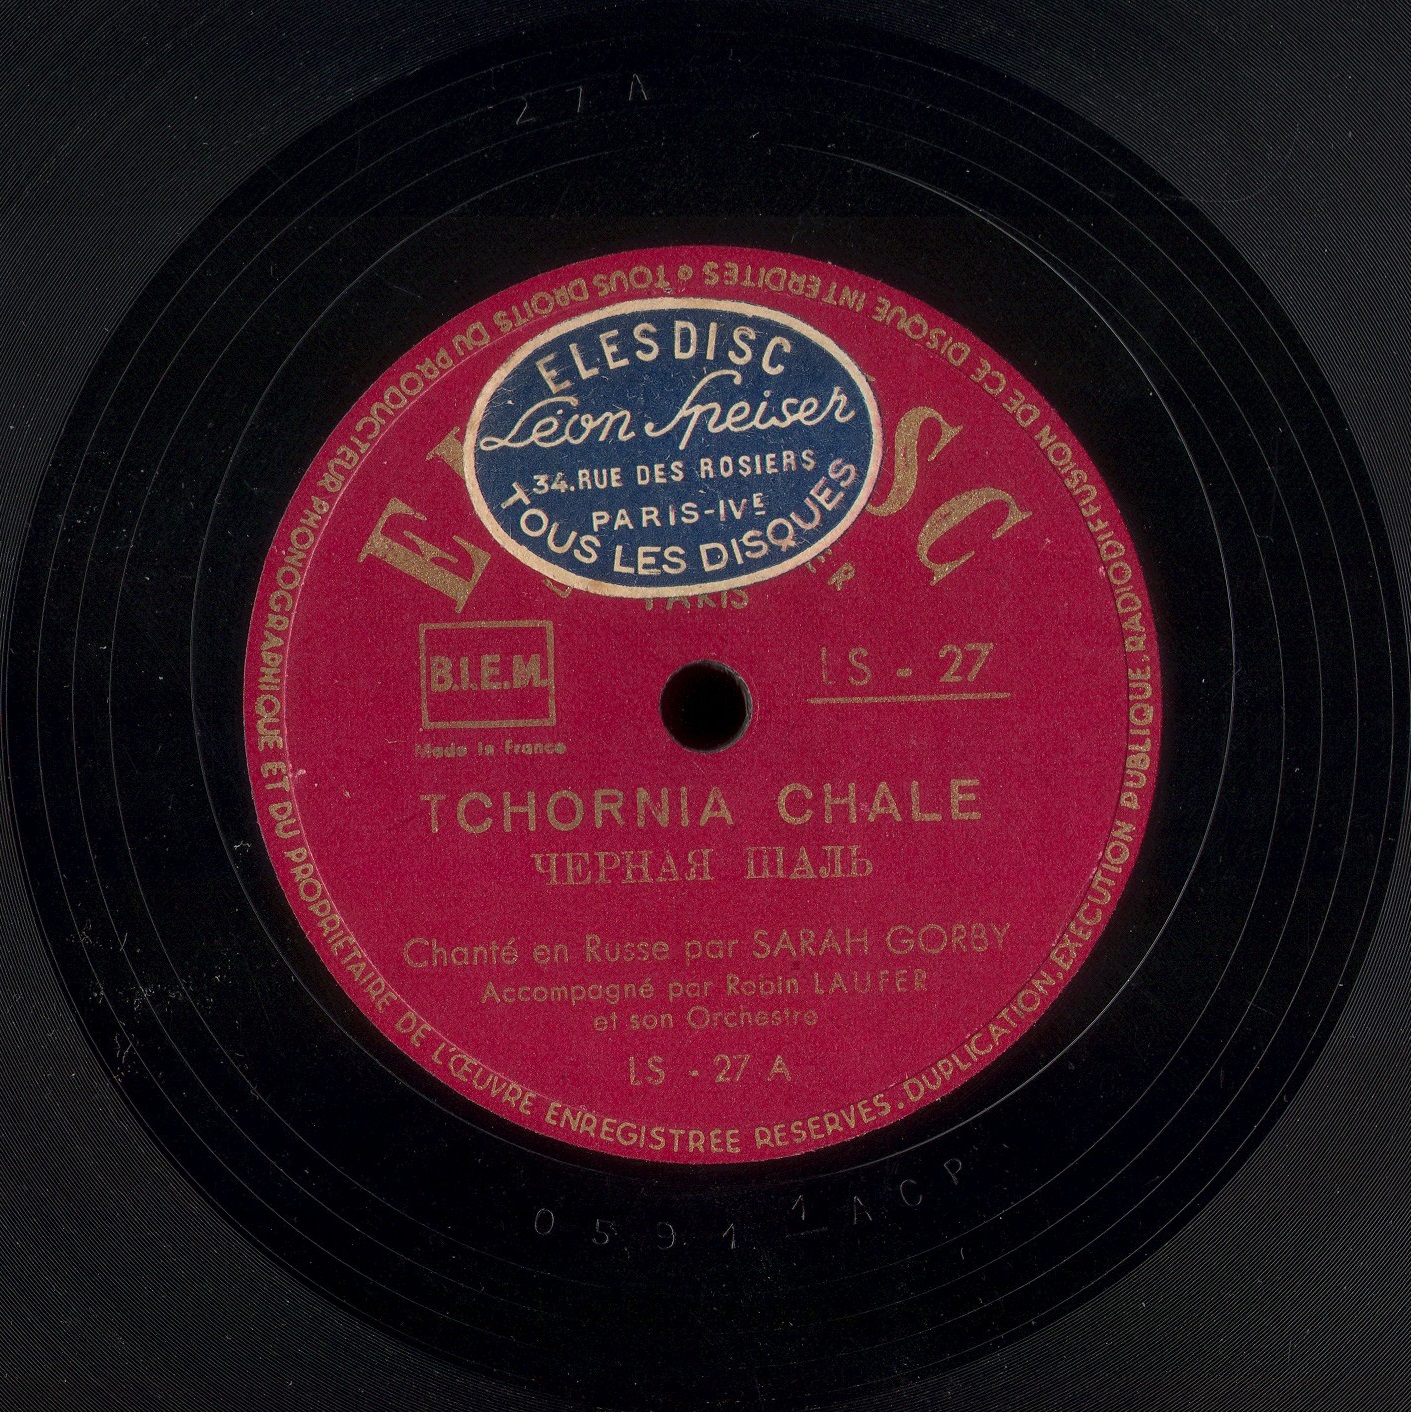 27 A
TOUS DROITS DU PRODUCTEUR PHONOGRAPHIQUE ET DU PROPRIETAIRE DE L'ŒUVRE ENREGISTREE RESERVES. DUPLICATION, EXECUTION PUBLIQUE, RADIODIFFUSION DE CE DISQUE INTERDITES
ELESDISC
Léon Speiser
34. RUE DES ROSIERS
PARIS-IVE
TOUS LES DISQUES
PARIS
B.I.E.M.
LS - 27
Made in France
TCHORNIA CHALE
ЧЕРНАЯ ШАЛЬ
Chanté en Russe par SARAH GORBY
Accompagné par Robin LAUFER
et son Orchestre
LS - 27 A
0591 1 ACP